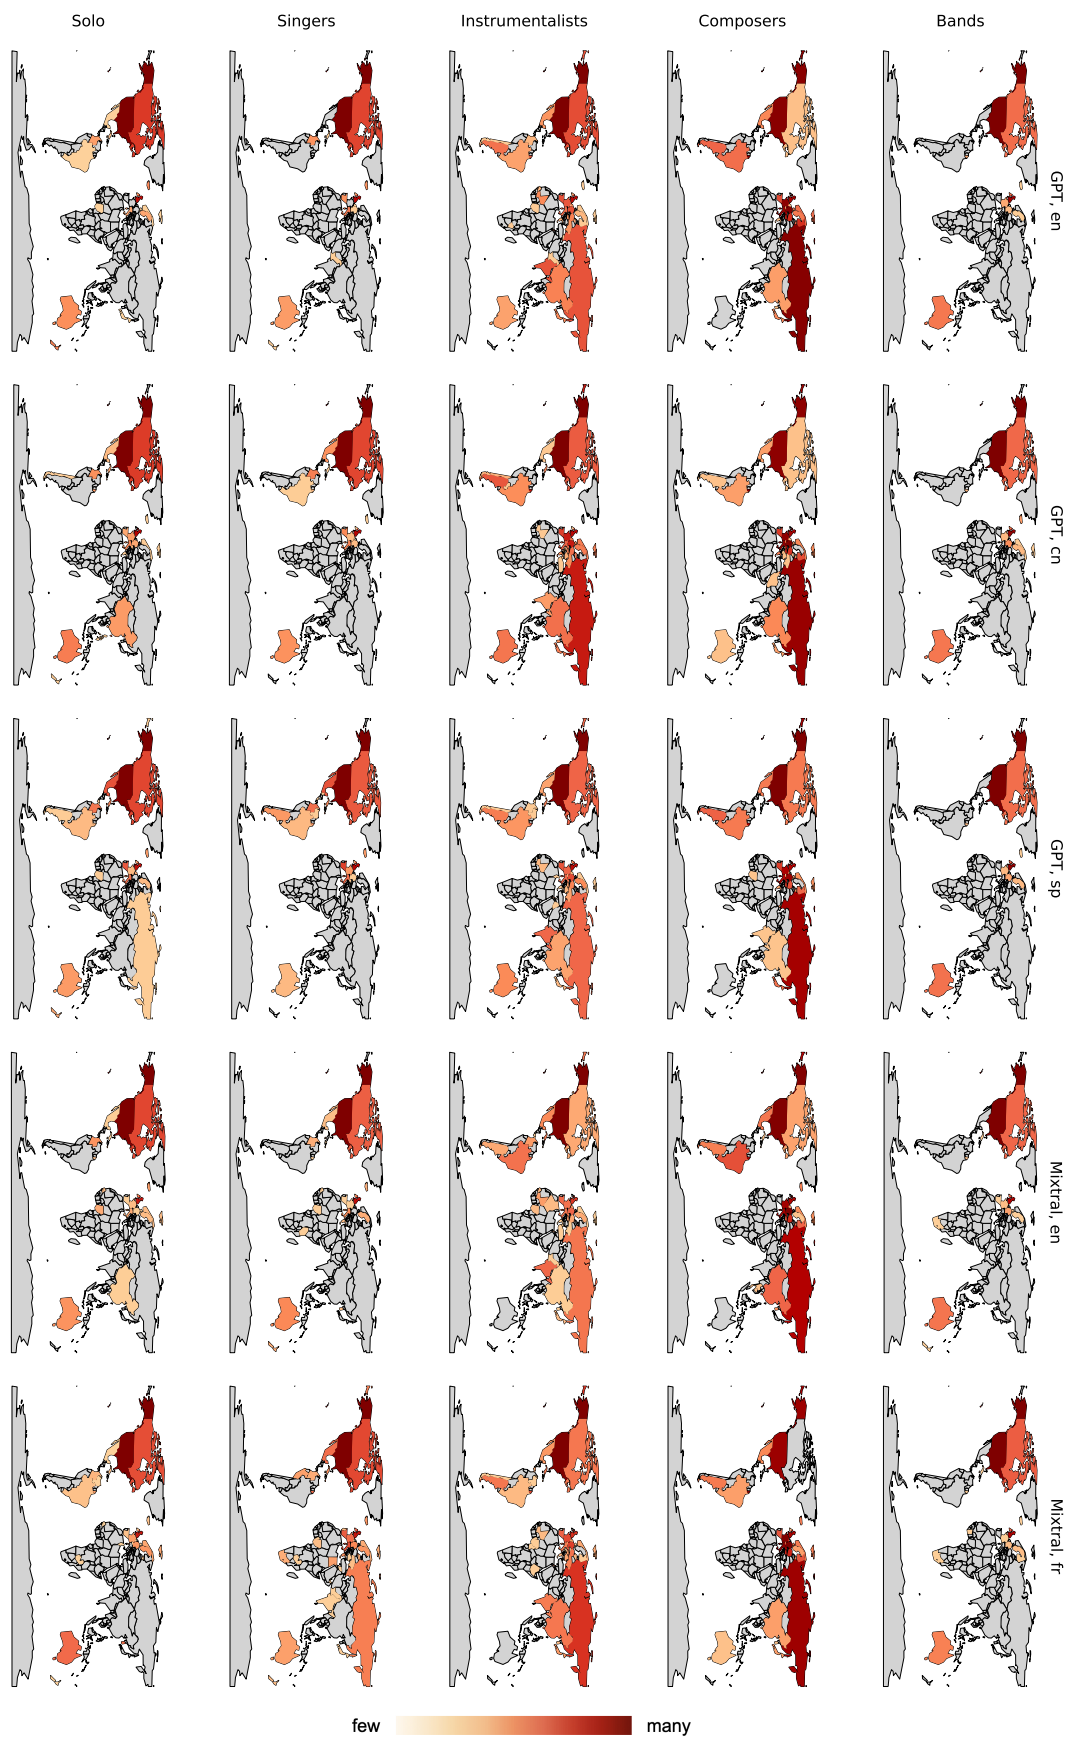 Solo
Singers
Instrumentalists
Composers
Bands
GPT, en
GPT, cn
GPT, sp
Mixtral, en
Mixtral, fr
few
many